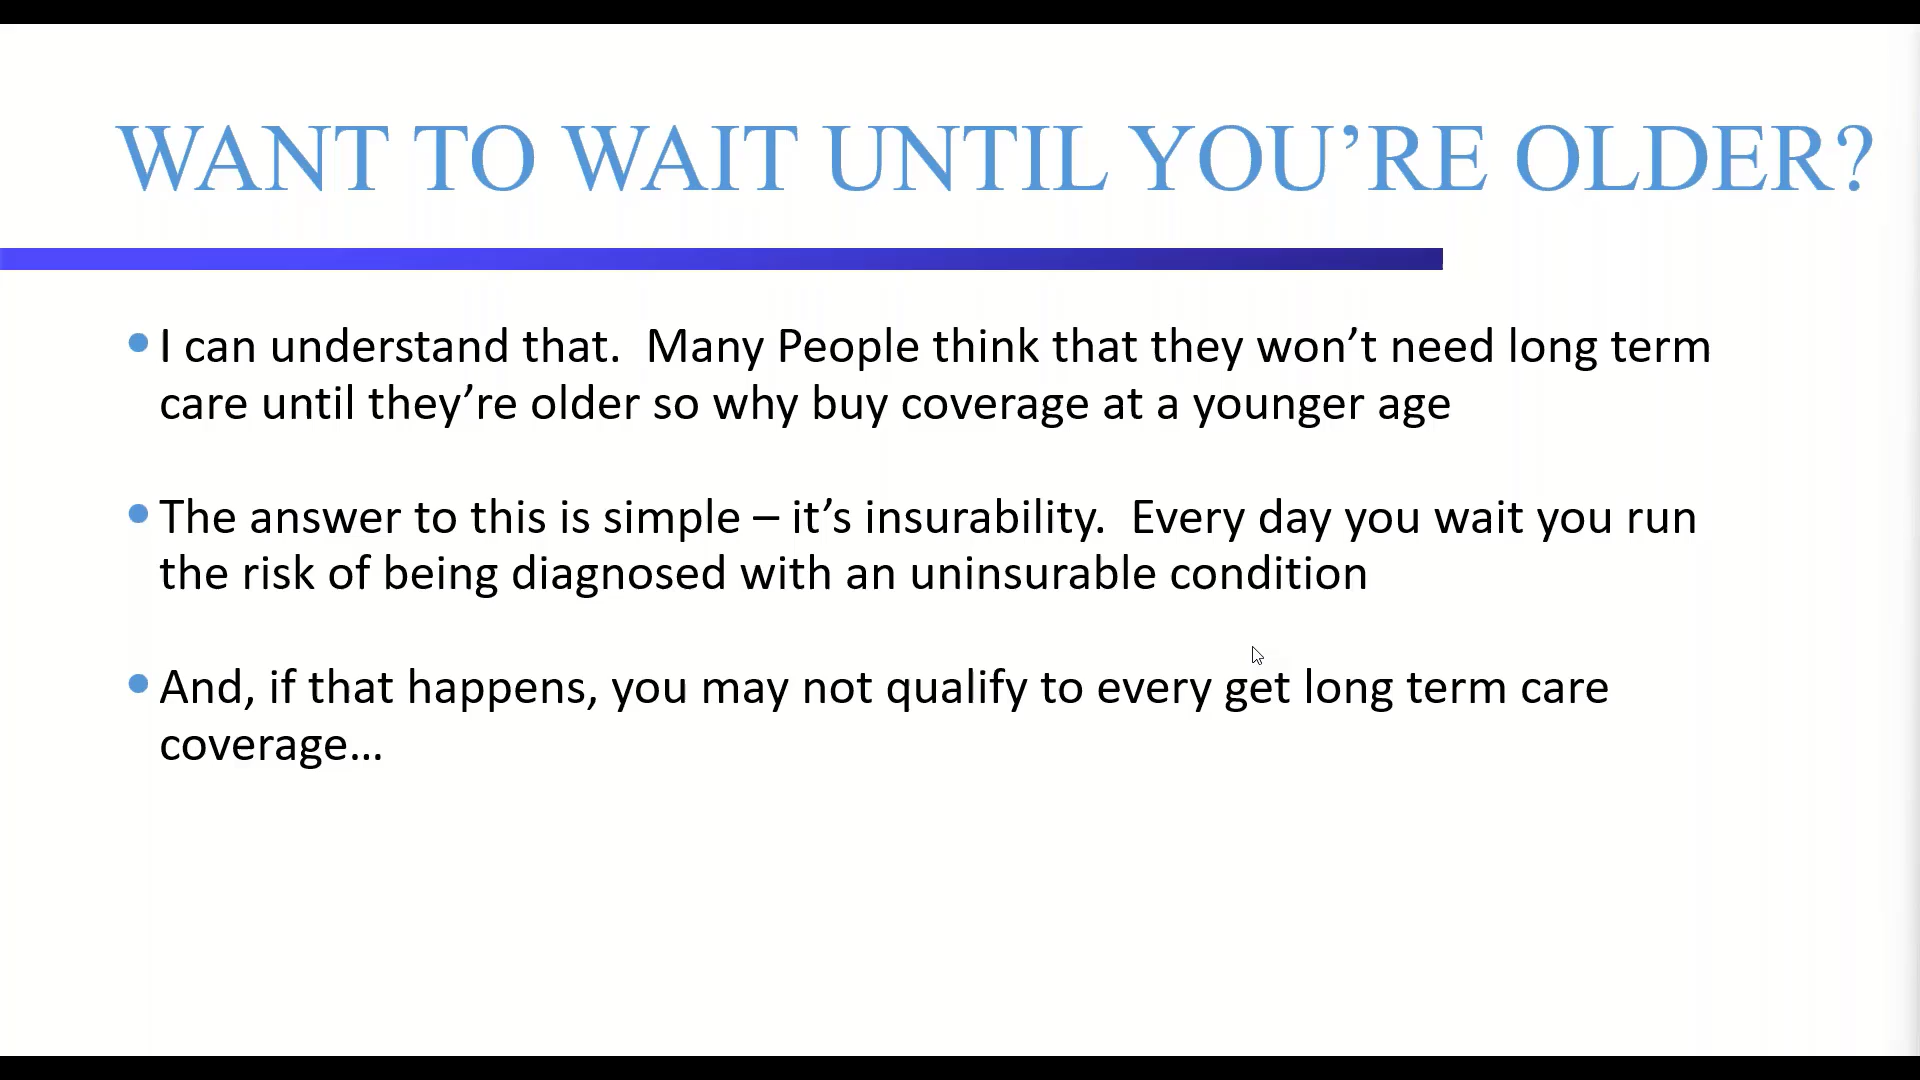 WANT TO WAIT UNTIL YOU’RE OLDER?
• I can understand that.  Many People think that they won’t need long term
care until they’re older so why buy coverage at a younger age
• The answer to this is simple – it’s insurability.  Every day you wait you run
the risk of being diagnosed with an uninsurable condition
• And, if that happens, you may not qualify to every get long term care
coverage…